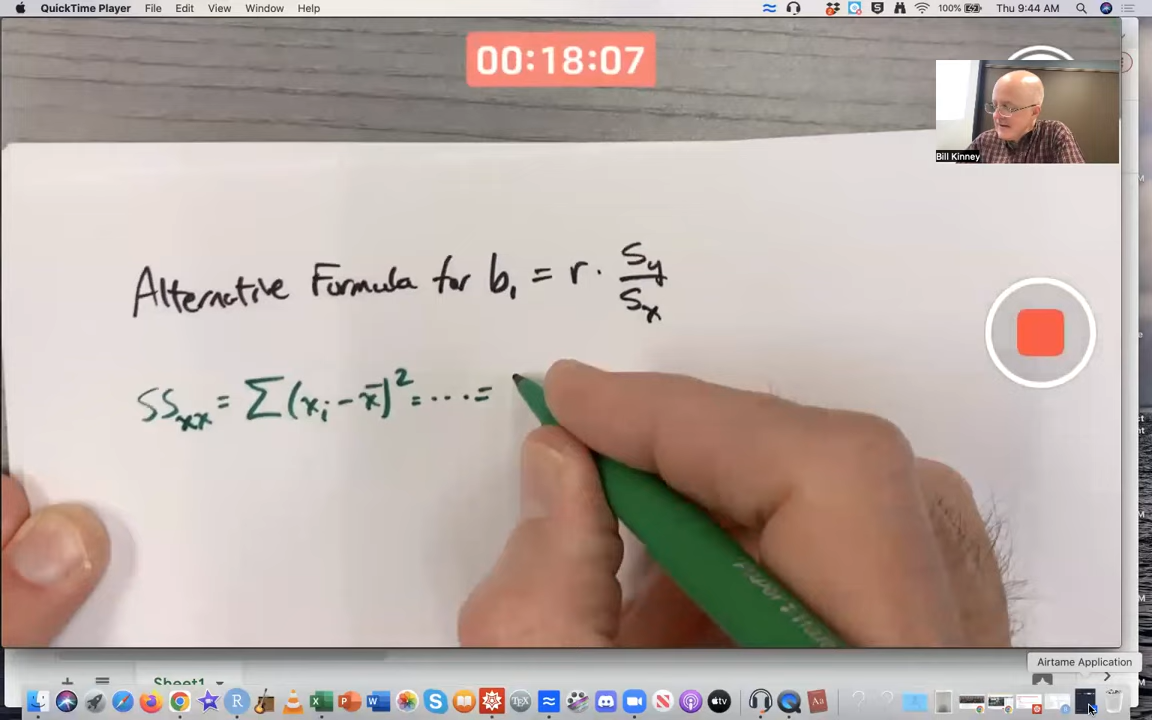 QuickTime Player File Edit View Window Help 100% Thu 9:44 AM
00:18:07
Bill Kinney
Alternative Formula for b₁ = r · Sy/Sx
SSxx = Σ(xᵢ - x̄)² = ... =
Sheet1
Airtame Application